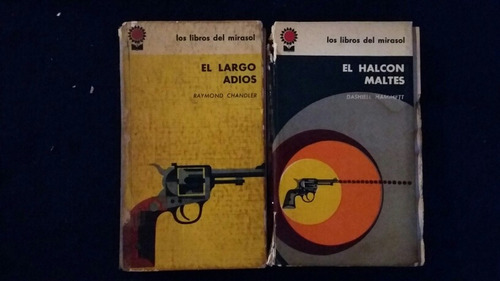 los libros del mirasol
EL LARGO
ADIOS
RAYMOND CHANDLER
los libros del mirasol
EL HALCON
MALTES
DASHIELL HAMMETT